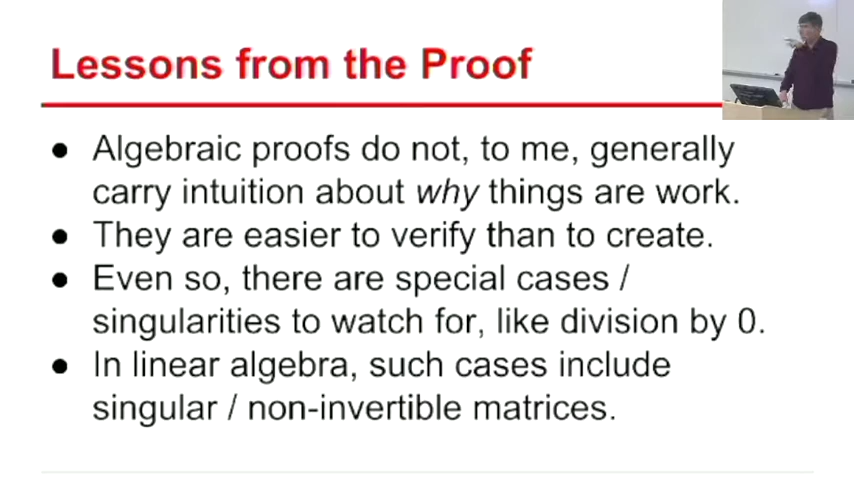 Lessons from the Proof
● Algebraic proofs do not, to me, generally
carry intuition about why things are work.
● They are easier to verify than to create.
● Even so, there are special cases /
singularities to watch for, like division by 0.
● In linear algebra, such cases include
singular / non-invertible matrices.